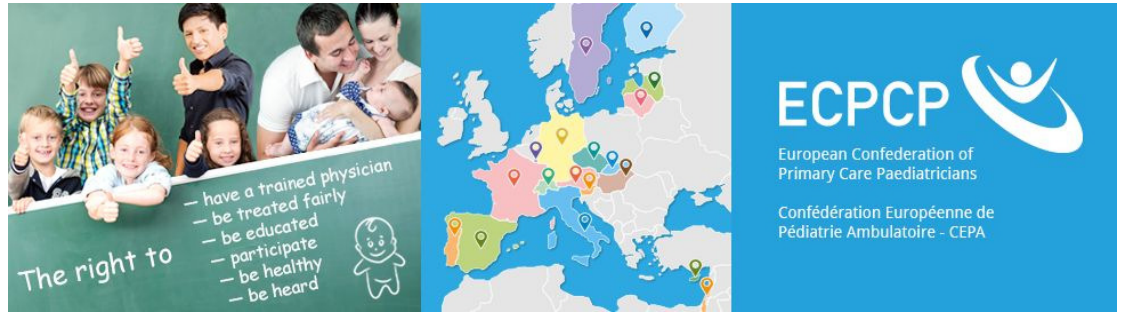 The right to
– have a trained physician
– be treated fairly
– be educated
– participate
– be healthy
– be heard
ECPCP
European Confederation of
Primary Care Paediatricians
Confédération Européenne de
Pédiatrie Ambulatoire - CEPA